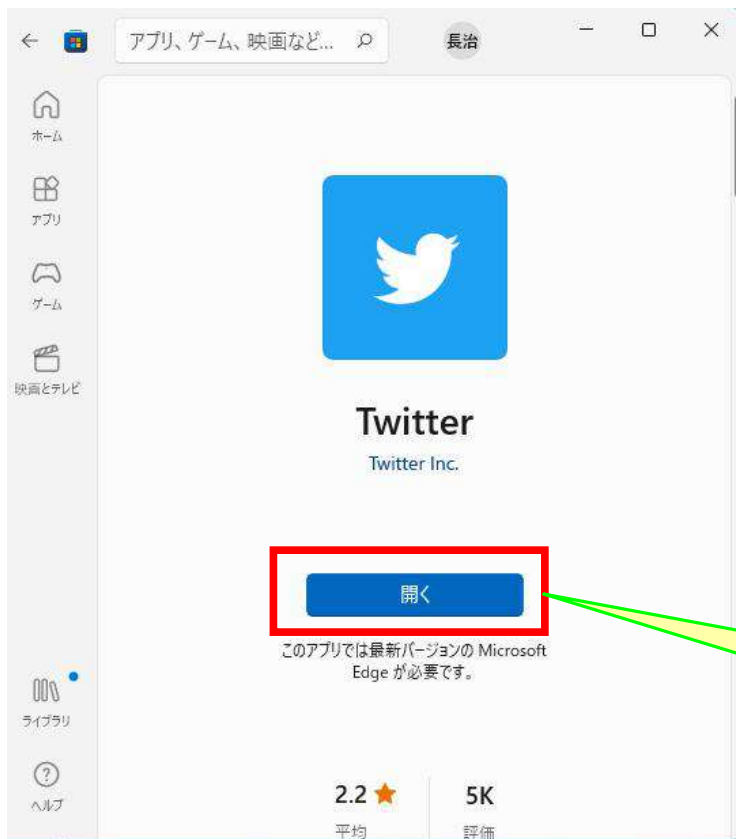 アプリ、ゲーム、映画など...
長治
ホーム
アプリ
ゲーム
映画とテレビ
Twitter
Twitter Inc.
開く
このアプリでは最新バージョンの Microsoft
Edge が必要です。
ライブラリ
ヘルプ
2.2
5K
平均
評価